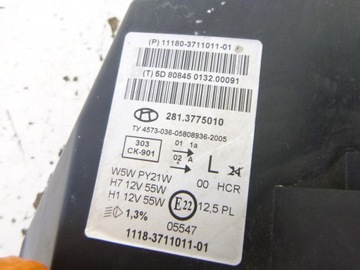 (P) 11180-3711011-01
(T) 5D 80845 0132.00091
281.3775010
ТУ 4573-036-05808936-2005
303
CK-901
01 1a
02 A
L
24
W5W PY21W
00 HCR
H7 12V 55W
H1 12V 55W
E22
12,5 PL
1,3%
05547
1118-3711011-01